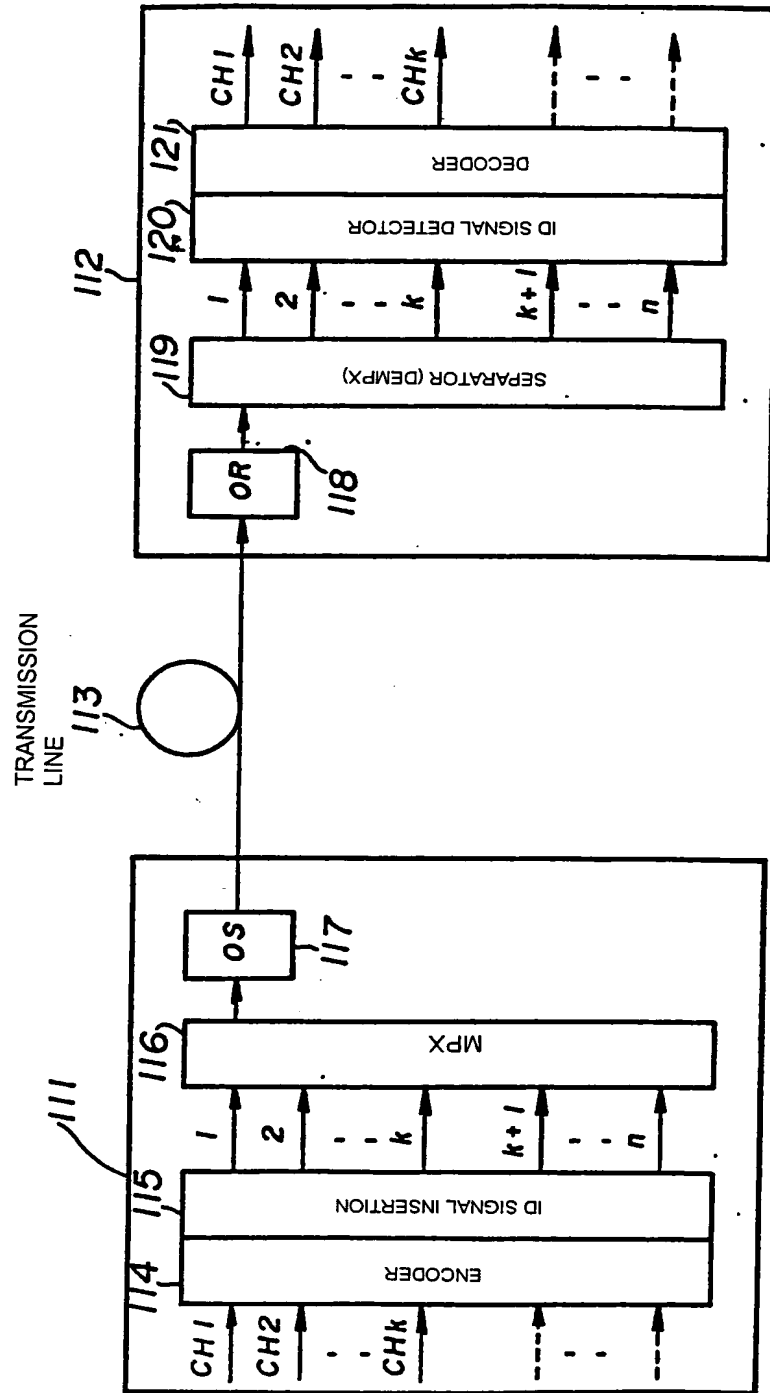 111
114
115
116
CH1
CH2
- - CHk
- -
ENCODER
ID SIGNAL INSERTION
1
2
- - k
k+1
- - n
MPX
OS
117
TRANSMISSION
LINE
113
112
OR
118
119
120
121
SEPARATOR (DEMPX)
1
2
- - k
k+1
- - n
ID SIGNAL DETECTOR
DECODER
CH1
CH2
- - CHk
- -